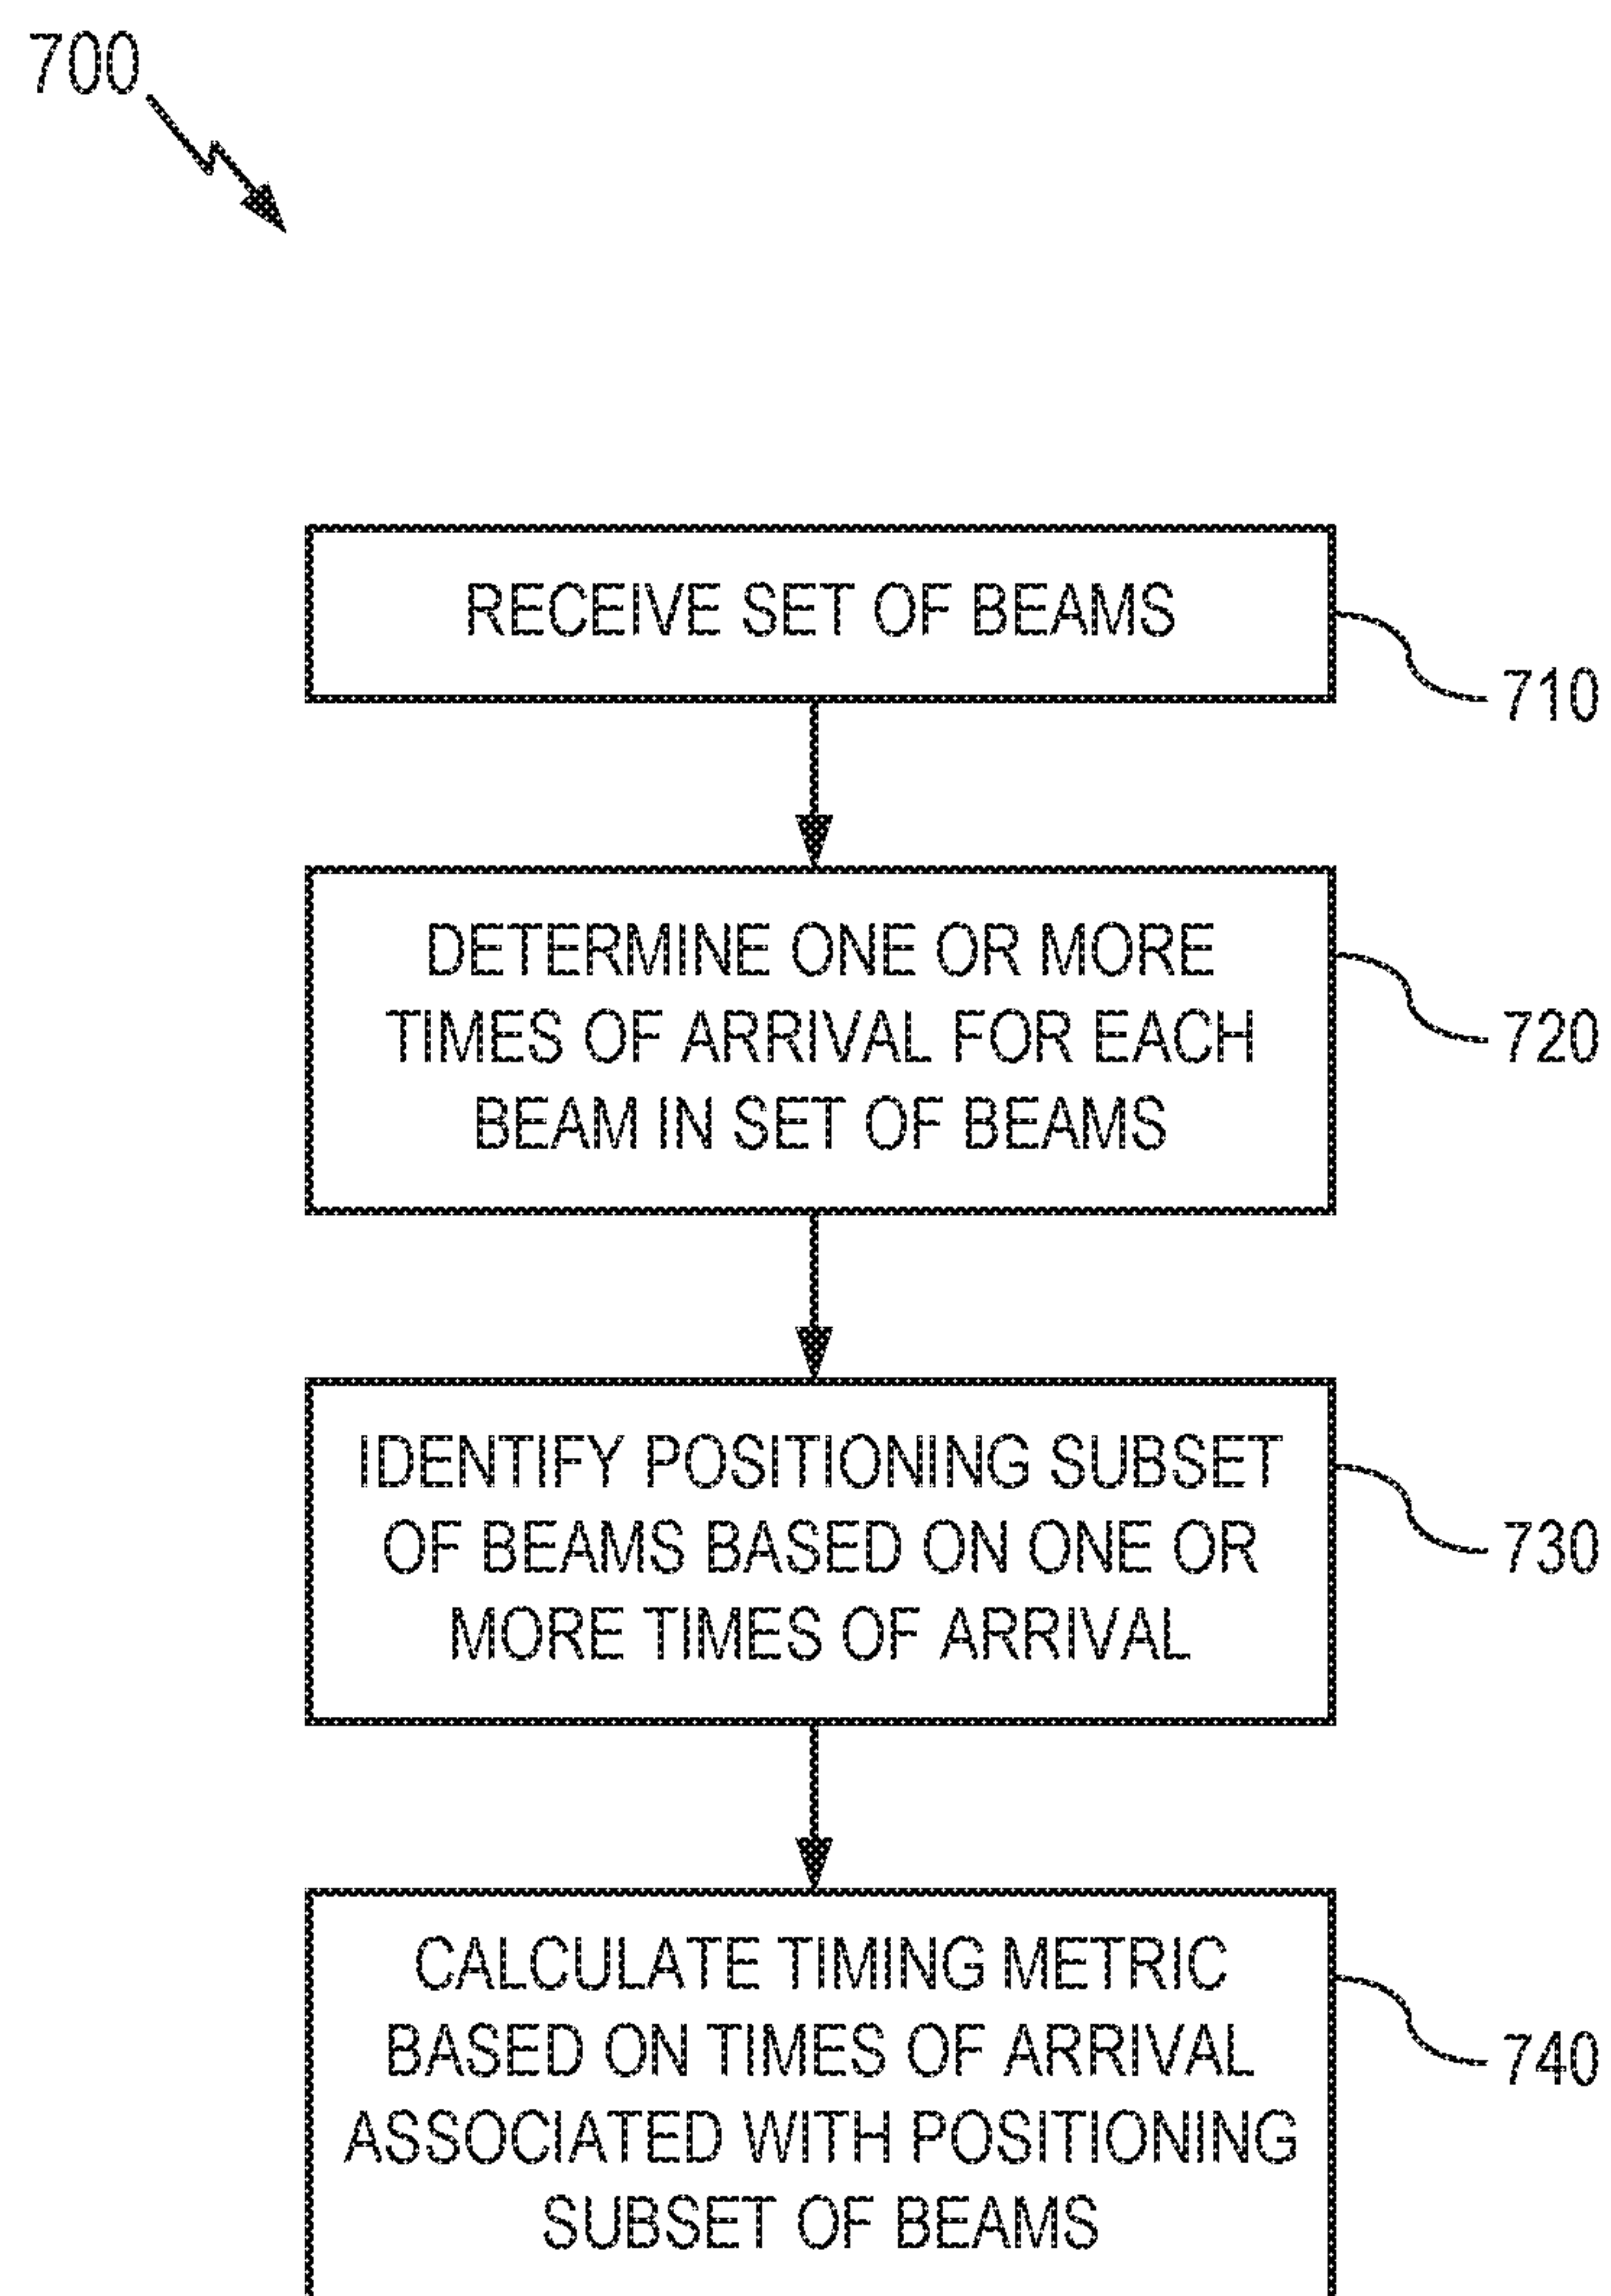 700
RECEIVE SET OF BEAMS
710
DETERMINE ONE OR MORE
TIMES OF ARRIVAL FOR EACH
BEAM IN SET OF BEAMS
720
IDENTIFY POSITIONING SUBSET
OF BEAMS BASED ON ONE OR
MORE TIMES OF ARRIVAL
730
CALCULATE TIMING METRIC
BASED ON TIMES OF ARRIVAL
ASSOCIATED WITH POSITIONING
SUBSET OF BEAMS
740